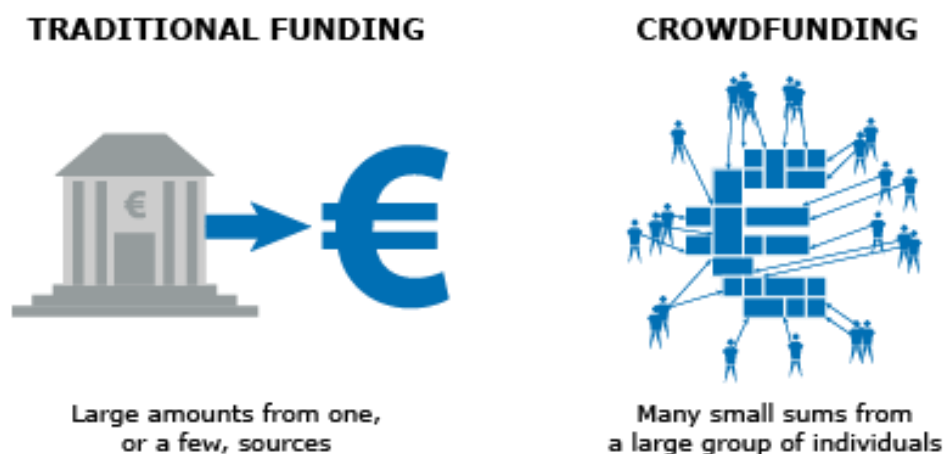 TRADITIONAL FUNDING
€
€
Large amounts from one,
or a few, sources
CROWDFUNDING
Many small sums from
a large group of individuals